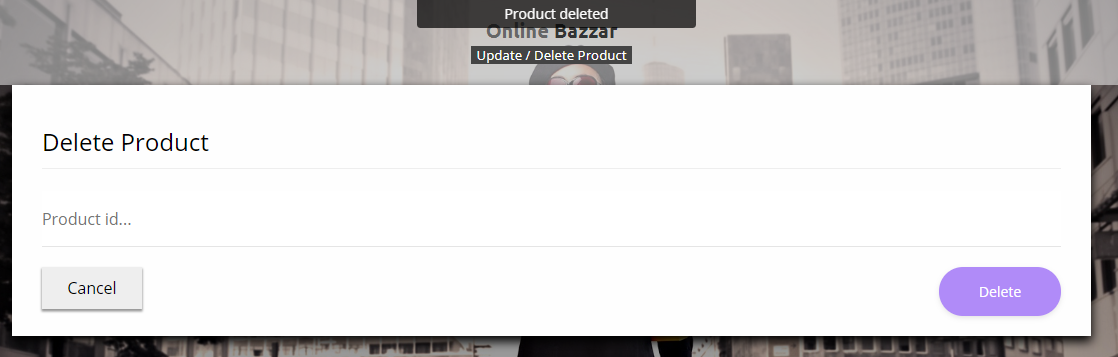 Product deleted
Online Bazzar
Update / Delete Product
Delete Product
Product id...
Cancel
Delete